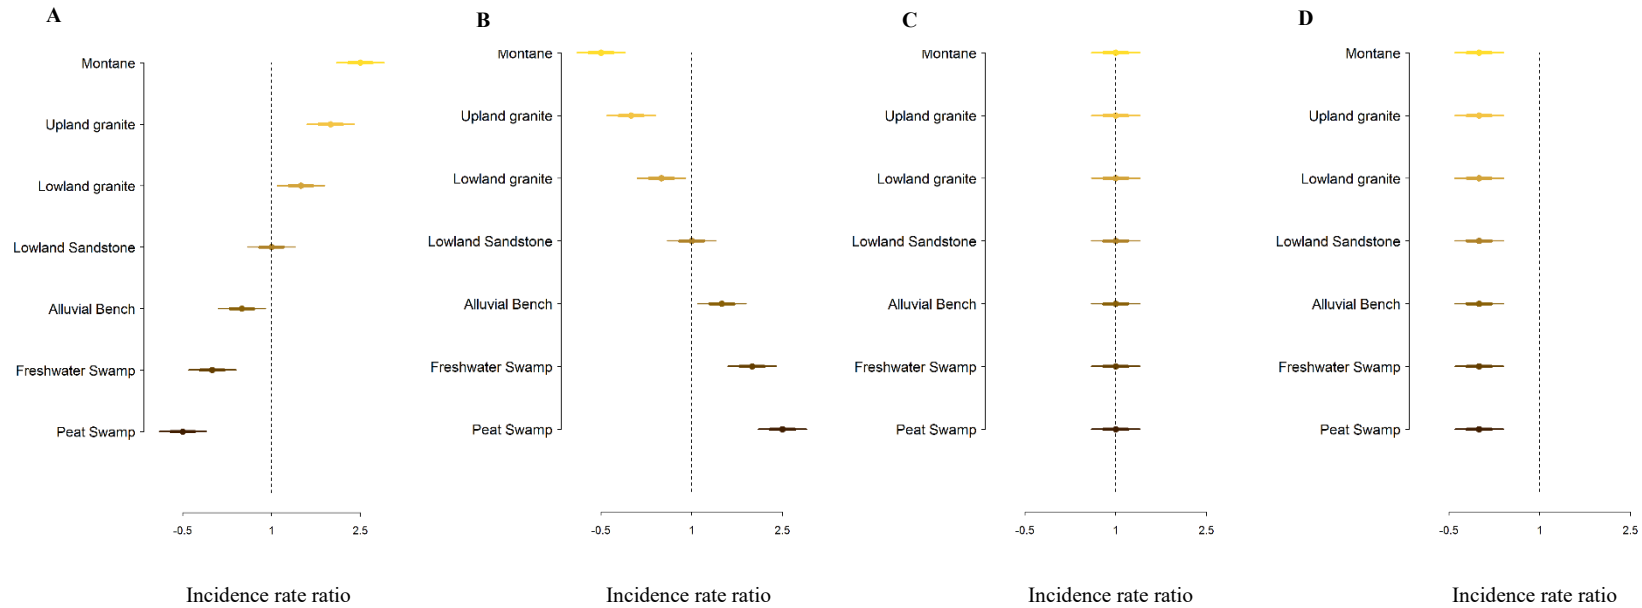 A
Montane
Upland granite
Lowland granite
Lowland Sandstone
Alluvial Bench
Freshwater Swamp
Peat Swamp
-0.5 1 2.5
Incidence rate ratio
B
Montane
Upland granite
Lowland granite
Lowland Sandstone
Alluvial Bench
Freshwater Swamp
Peat Swamp
-0.5 1 2.5
Incidence rate ratio
C
Montane
Upland granite
Lowland granite
Lowland Sandstone
Alluvial Bench
Freshwater Swamp
Peat Swamp
-0.5 1 2.5
Incidence rate ratio
D
Montane
Upland granite
Lowland granite
Lowland Sandstone
Alluvial Bench
Freshwater Swamp
Peat Swamp
-0.5 1 2.5
Incidence rate ratio